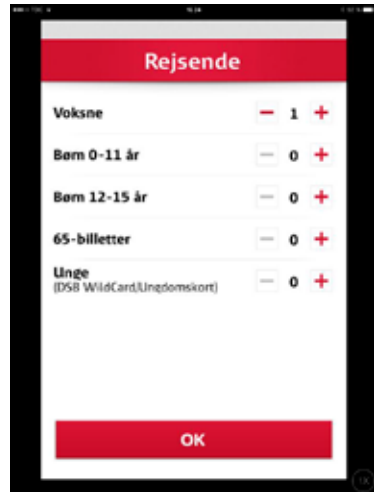 Rejsende
Voksne − 1 +
Børn 0-11 år − 0 +
Børn 12-15 år − 0 +
65-billetter − 0 +
Unge − 0 +
(DSB WildCard/Ungdomskort)
OK
1X